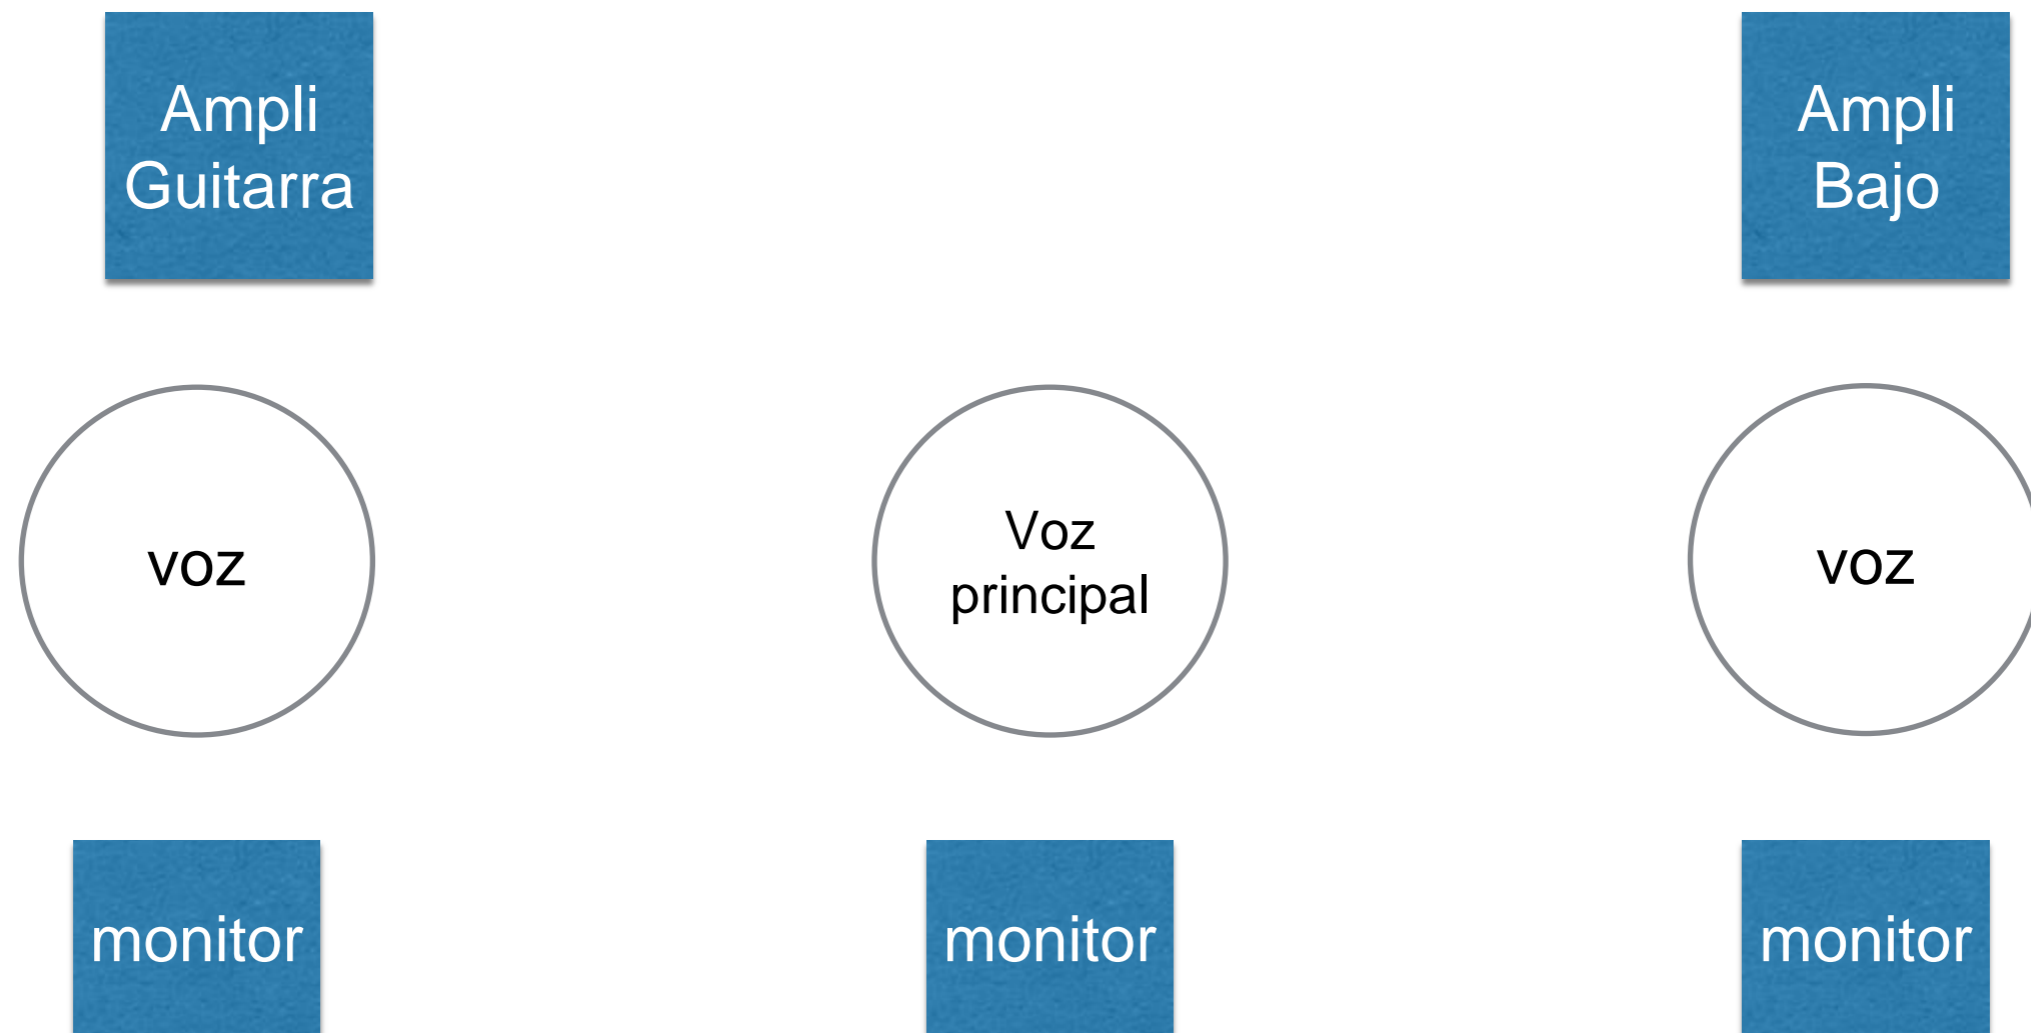 Ampli
Guitarra
Ampli
Bajo
voz
Voz
principal
voz
monitor
monitor
monitor